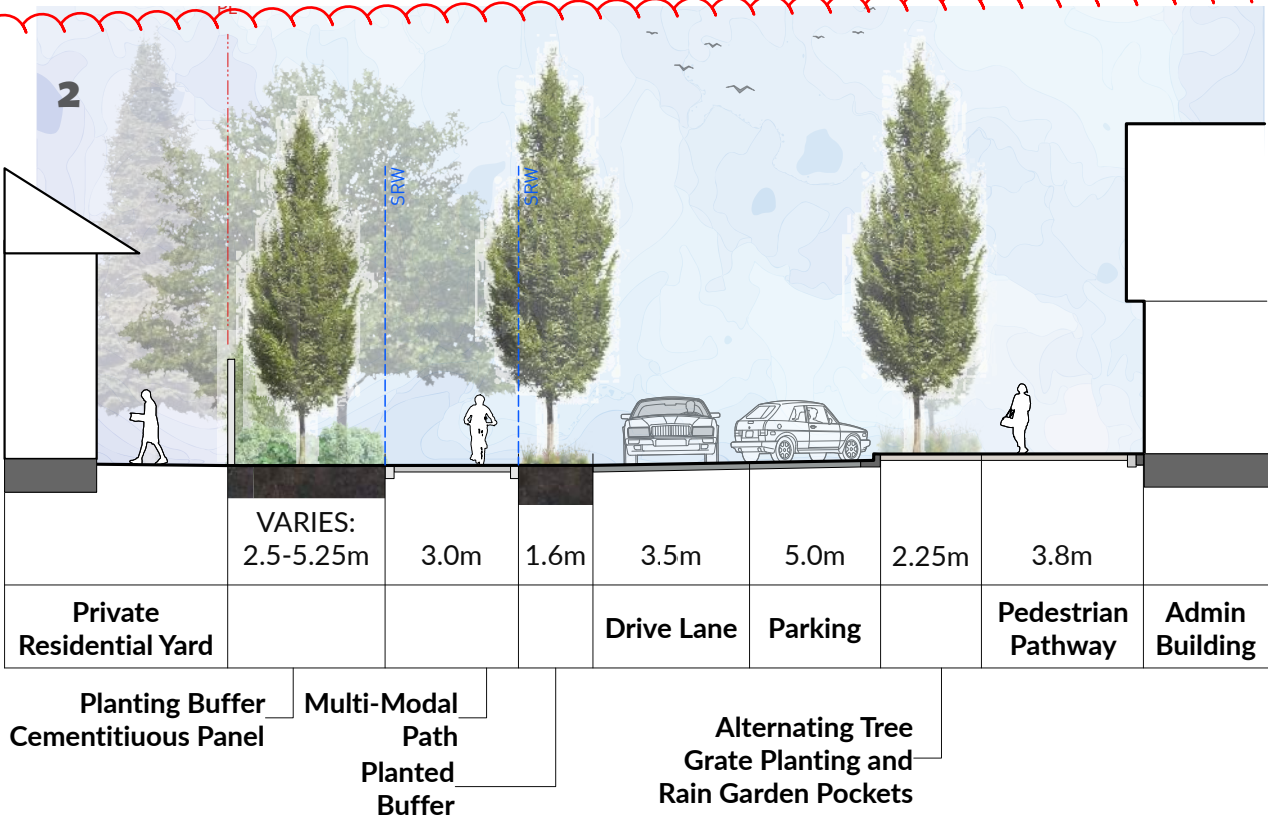 PL
2
SRW
SRW
VARIES:
2.5-5.25m
3.0m
1.6m
3.5m
5.0m
2.25m
3.8m
Private
Residential Yard
Drive Lane
Parking
Pedestrian
Pathway
Admin
Building
Planting Buffer
Cementitiuous Panel
Multi-Modal
Path
Planted
Buffer
Alternating Tree
Grate Planting and
Rain Garden Pockets